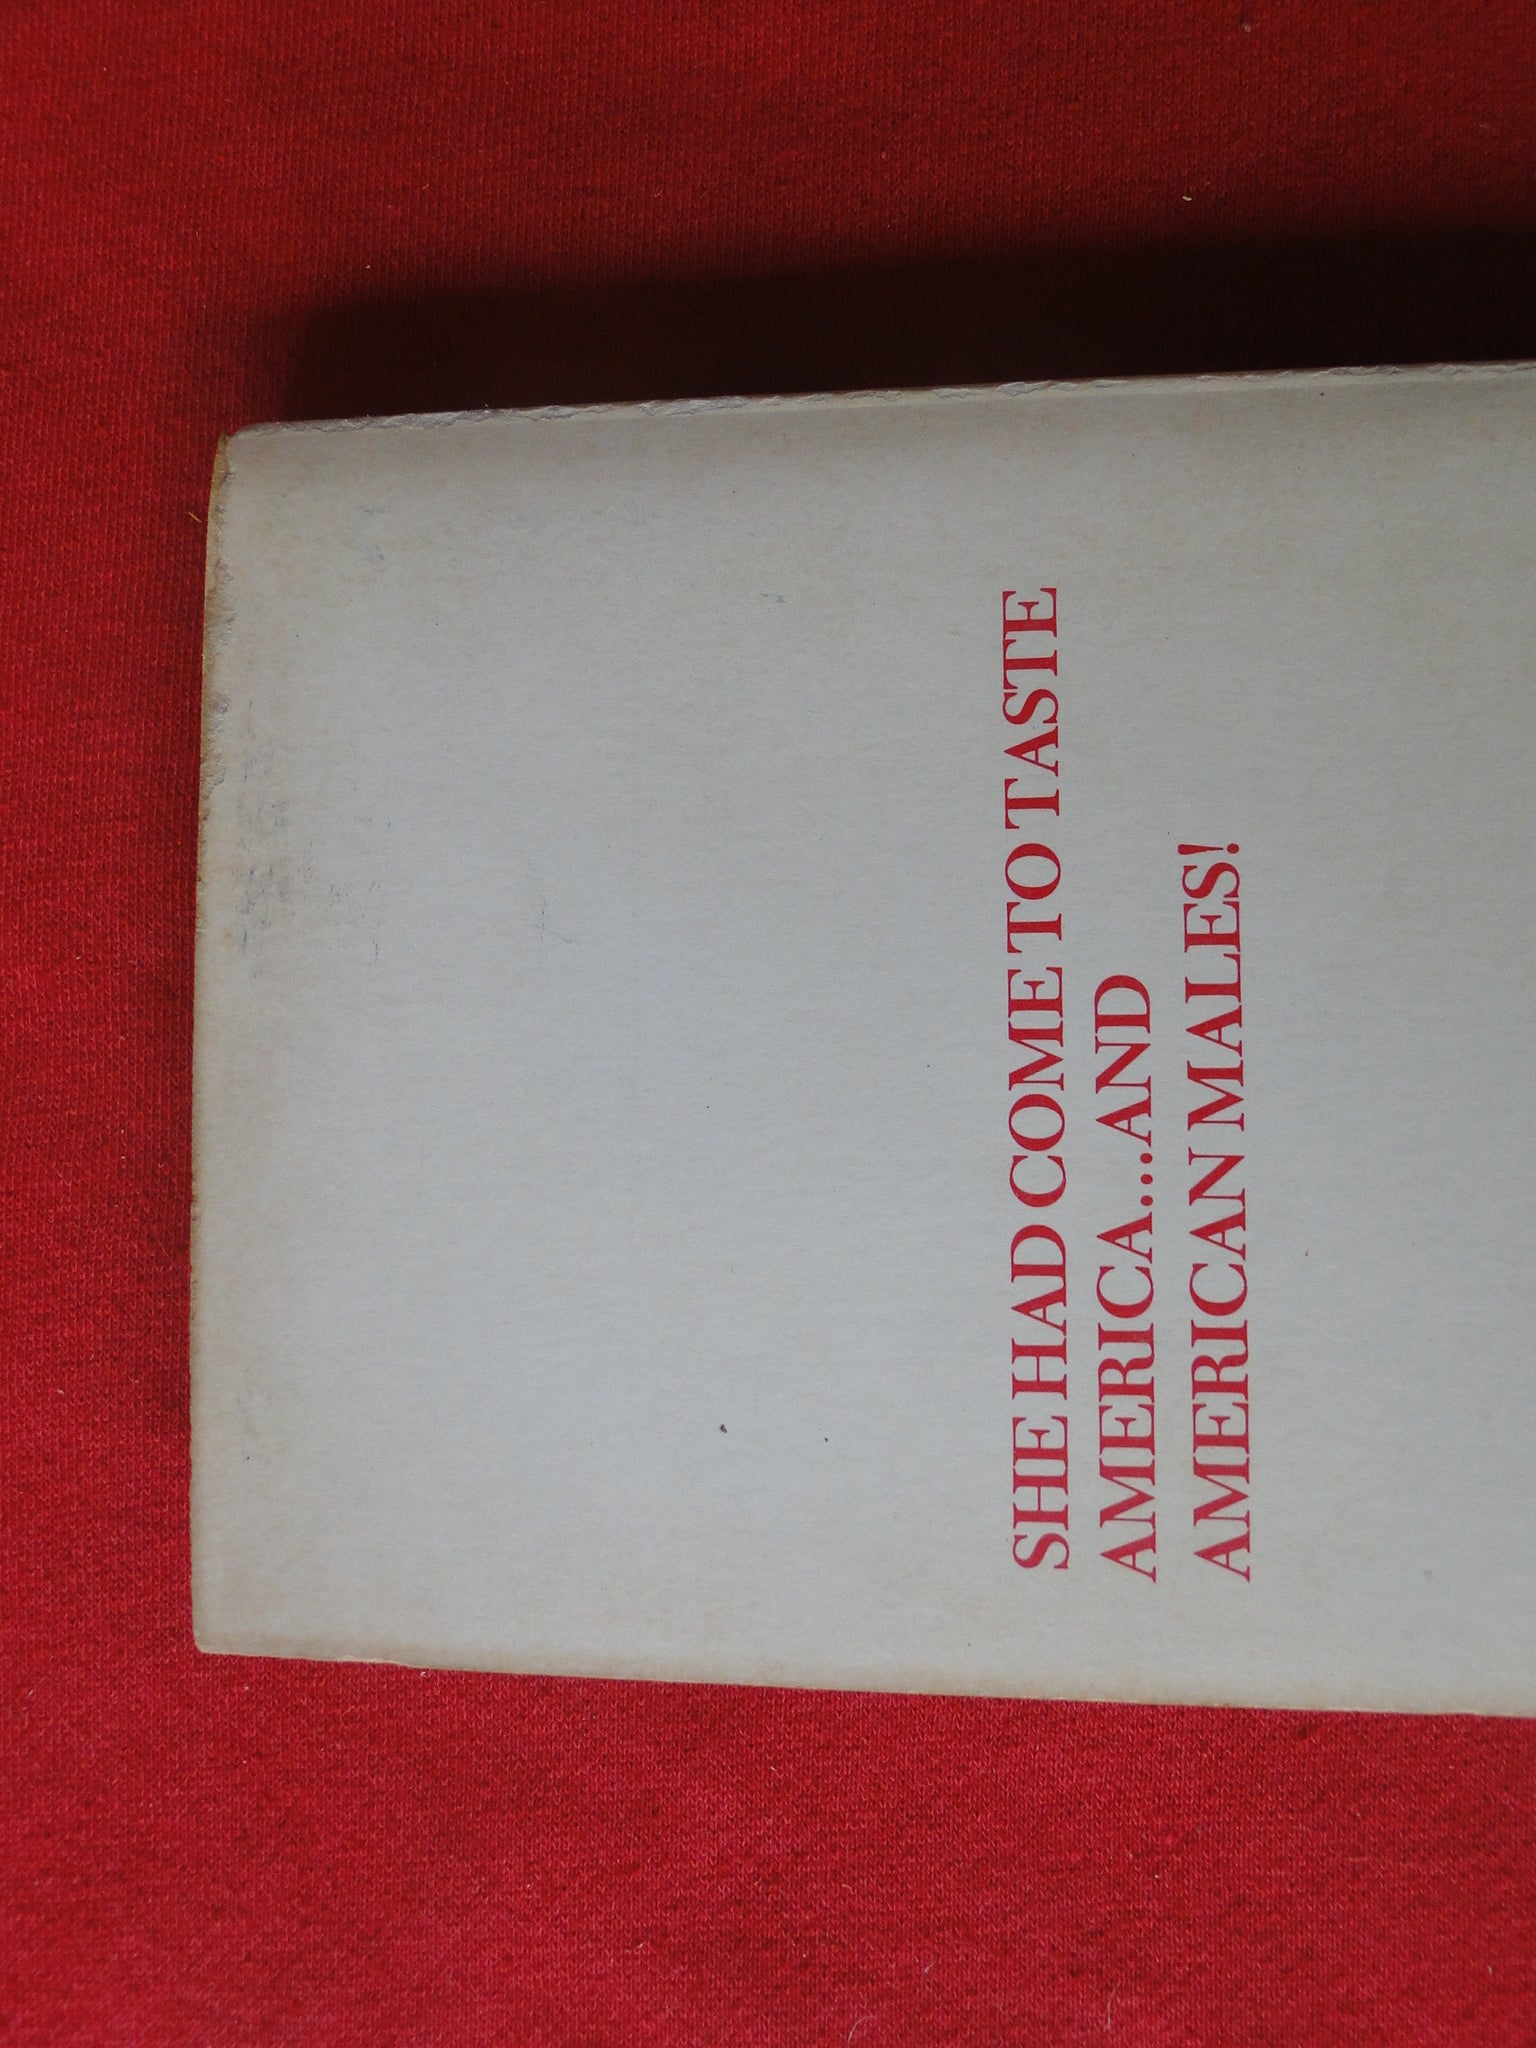 SHE HAD COME TO TASTE
AMERICA...AND
AMERICAN MALES!